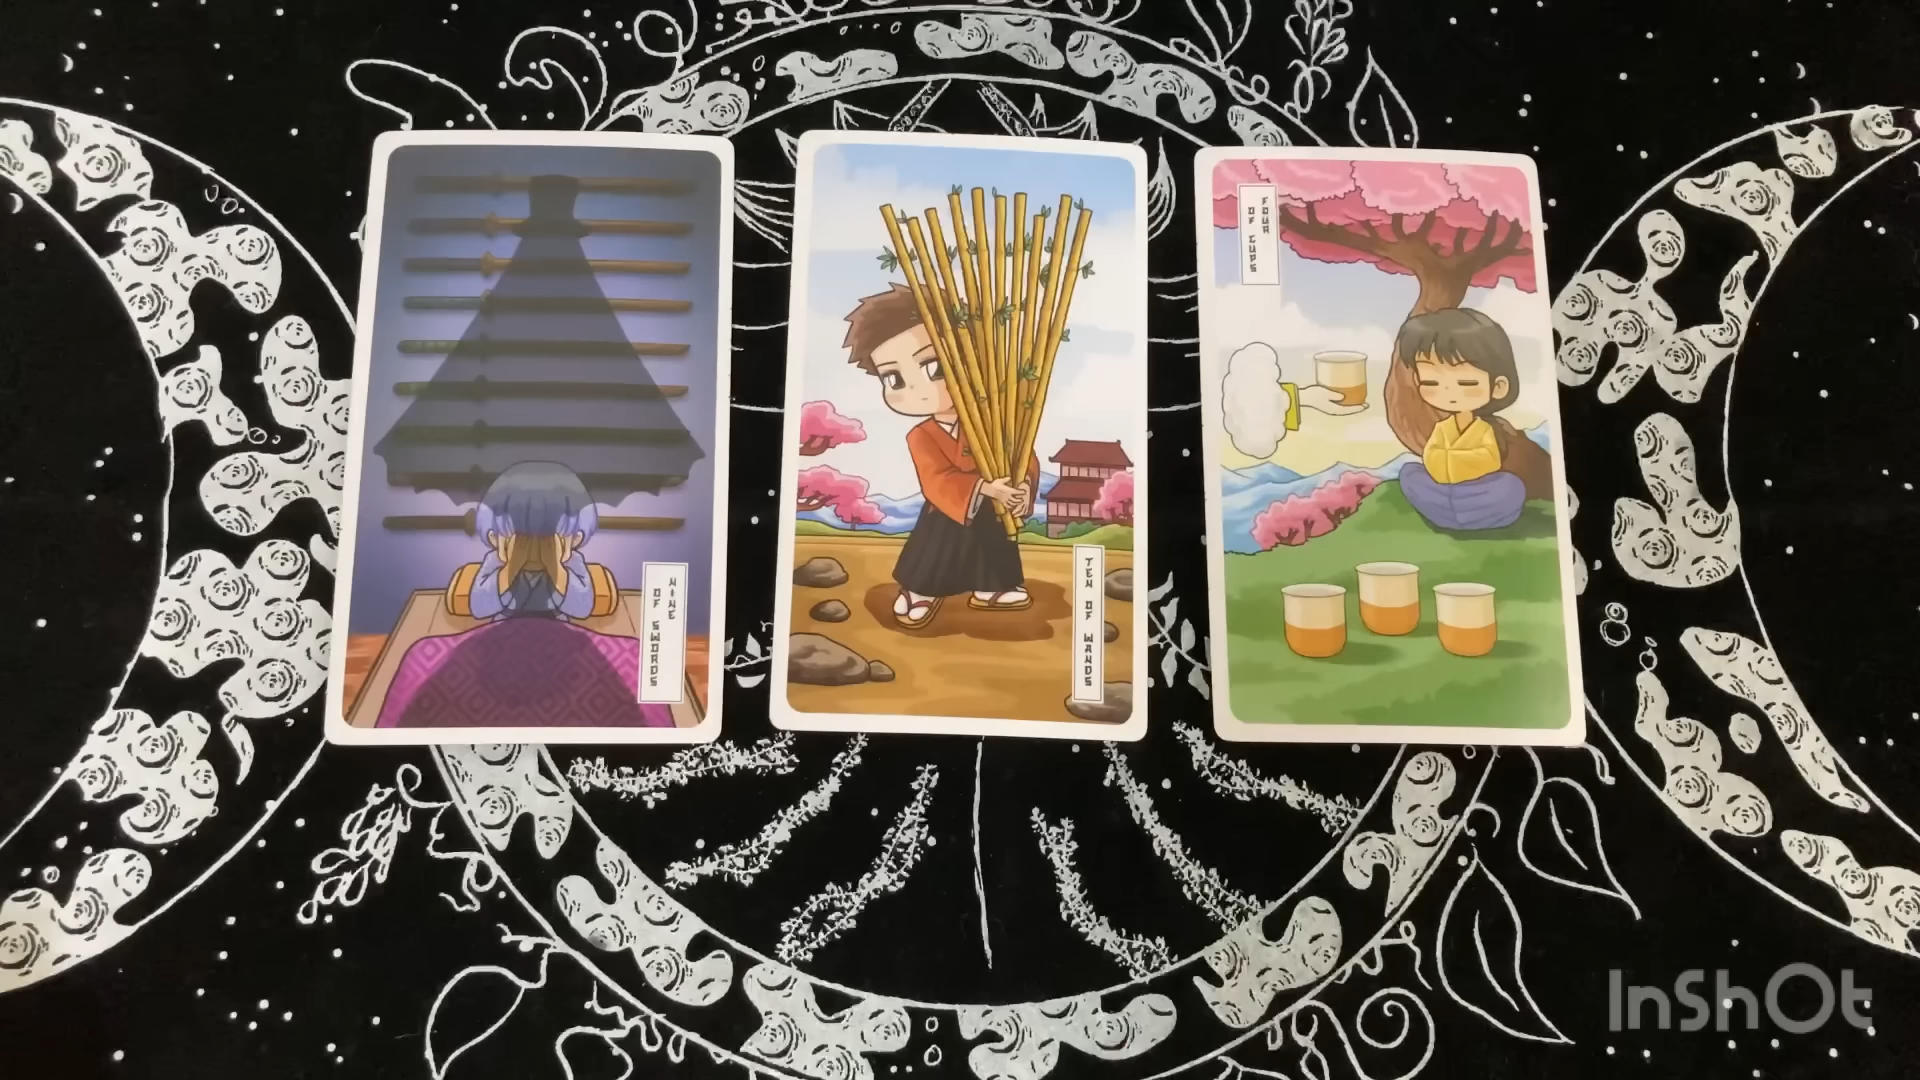 NINE
OF SWORDS
TEN OF WANDS
FOUR
OF CUPS
InShOt